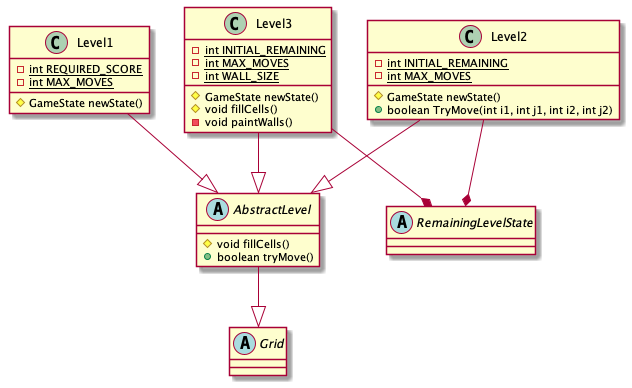 C Level1
int REQUIRED_SCORE
int MAX_MOVES
GameState newState()
C Level3
int INITIAL_REMAINING
int MAX_MOVES
int WALL_SIZE
GameState newState()
void fillCells()
void paintWalls()
C Level2
int INITIAL_REMAINING
int MAX_MOVES
GameState newState()
boolean TryMove(int i1, int j1, int i2, int j2)
A AbstractLevel
void fillCells()
boolean tryMove()
A RemainingLevelState
A Grid